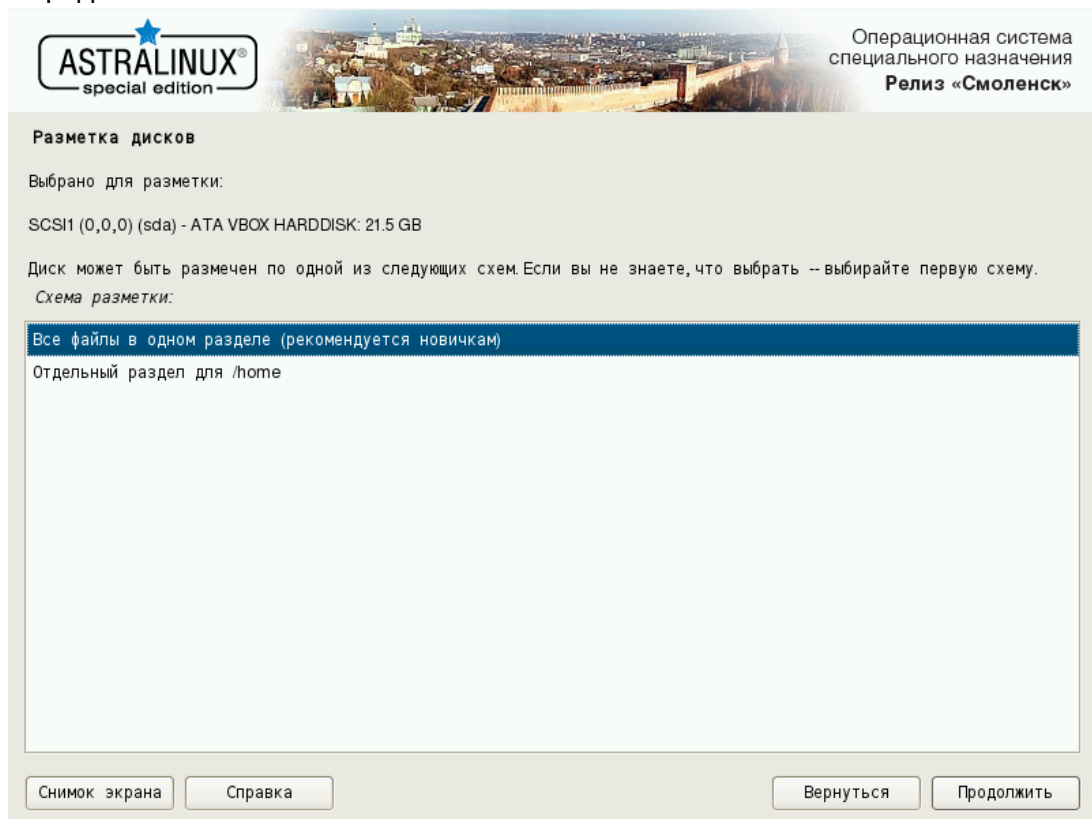 ASTRALINUX®
special edition
Операционная система
специального назначения
Релиз «Смоленск»
Разметка дисков
Выбрано для разметки:
SCSI1 (0,0,0) (sda) - ATA VBOX HARDDISK: 21.5 GB
Диск может быть размечен по одной из следующих схем. Если вы не знаете, что выбрать -- выбирайте первую схему.
Схема разметки:
Все файлы в одном разделе (рекомендуется новичкам)
Отдельный раздел для /home
Снимок экрана
Справка
Вернуться
Продолжить